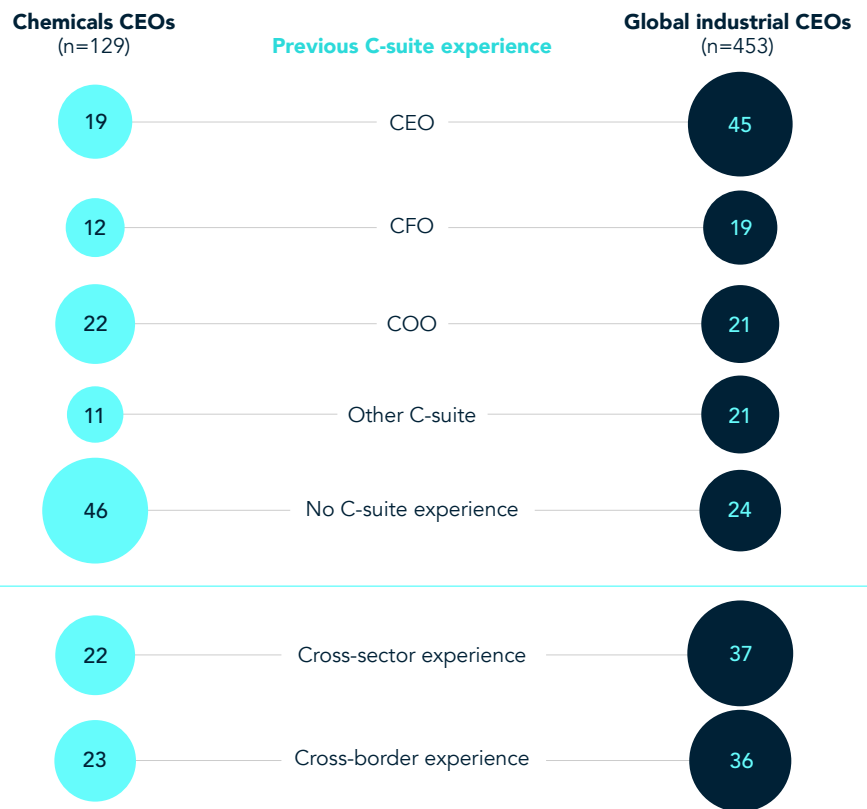 Chemicals CEOs
(n=129)
Previous C-suite experience
Global industrial CEOs
(n=453)
19 CEO 45
12 CFO 19
22 COO 21
11 Other C-suite 21
46 No C-suite experience 24
22 Cross-sector experience 37
23 Cross-border experience 36